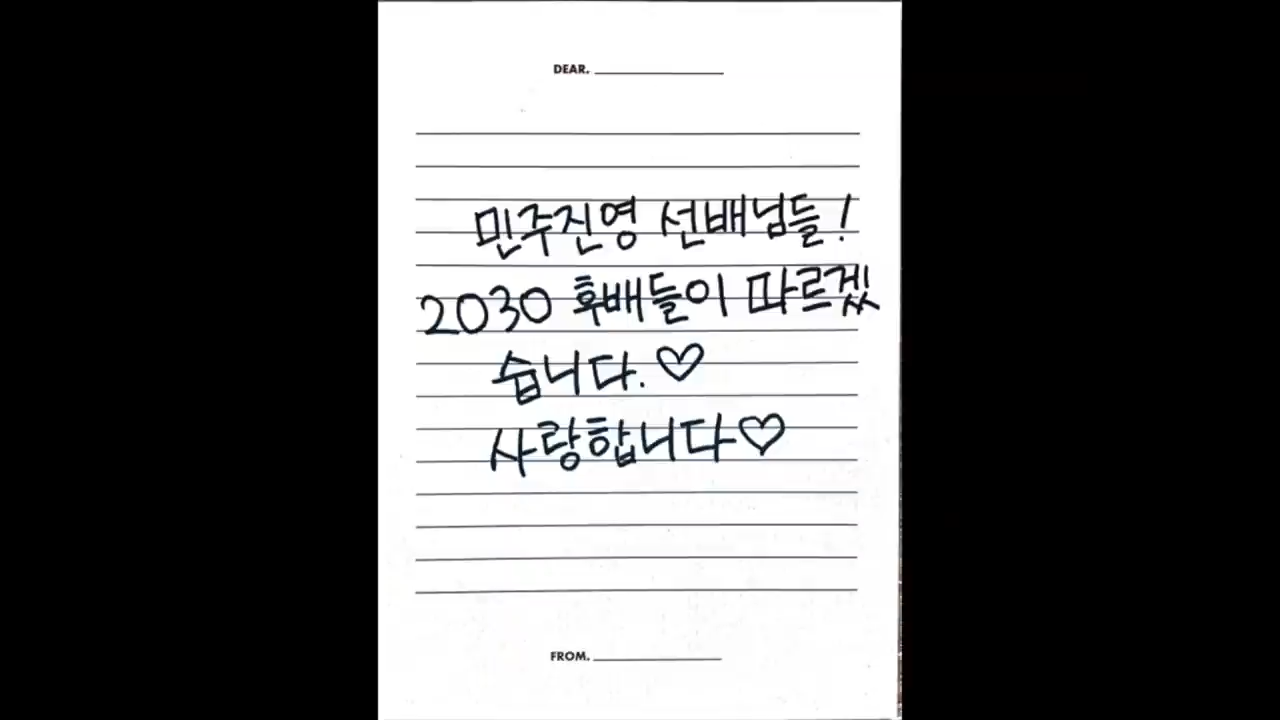 DEAR.
민주진영 선배님들!
2030 후배들이 따르겠
습니다.♡
사랑합니다♡
FROM.